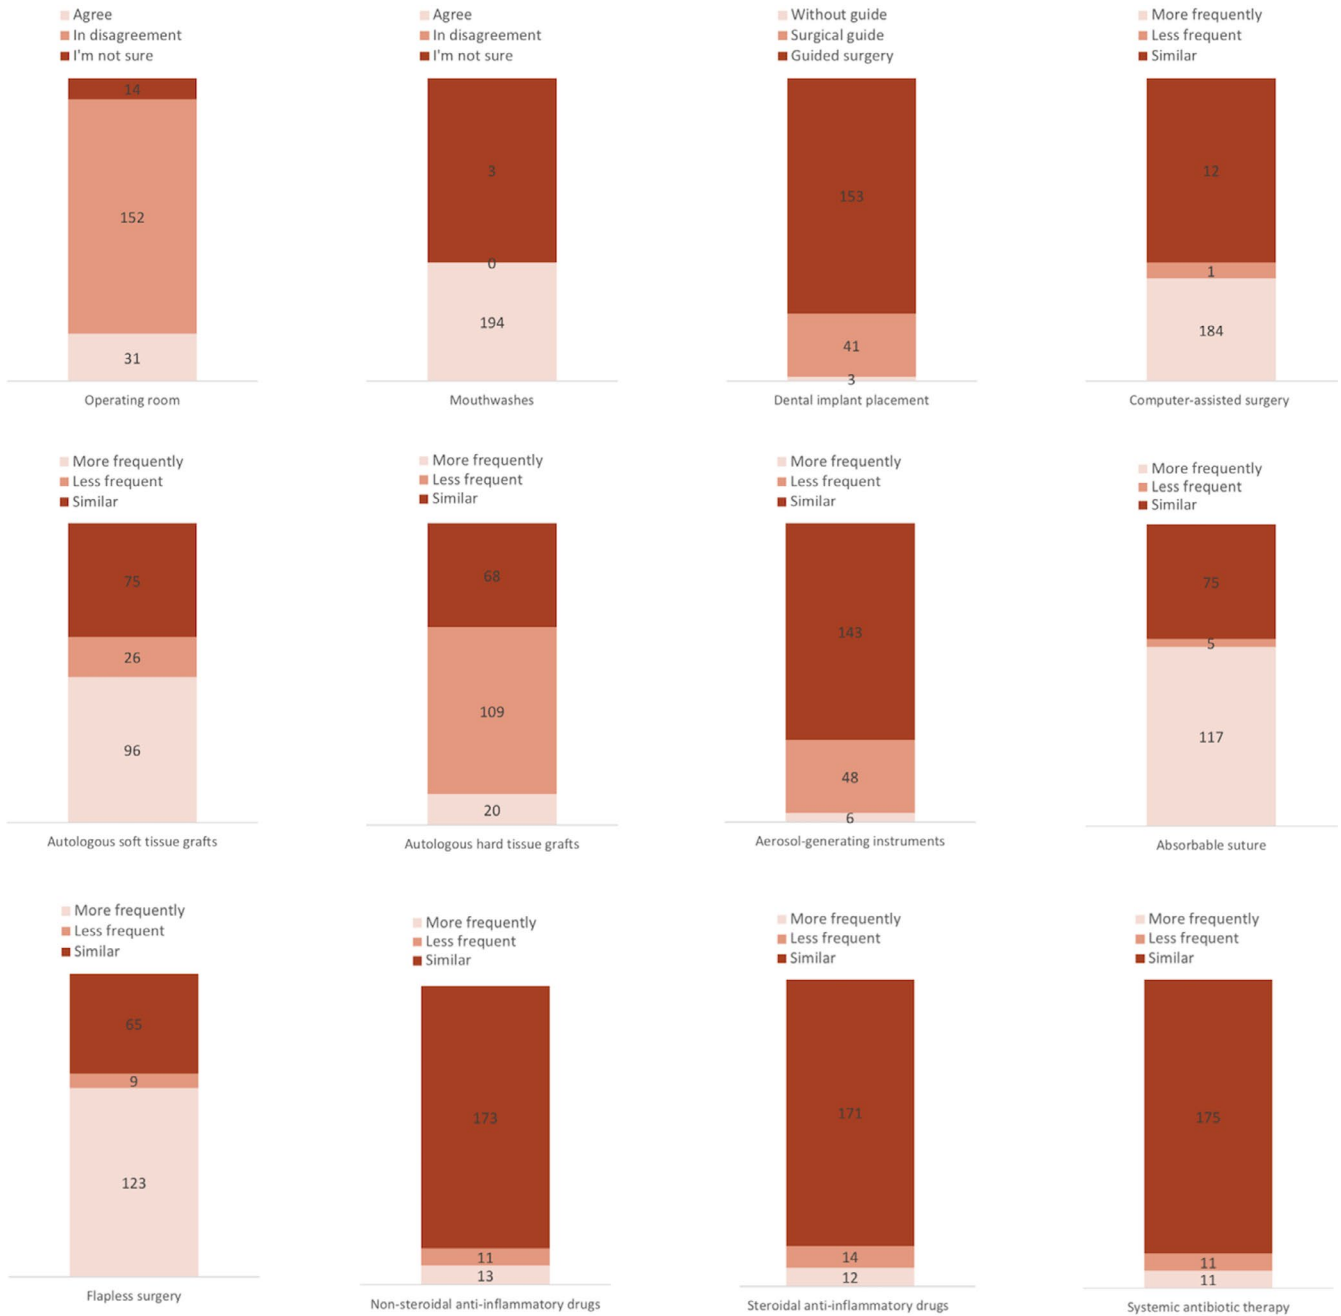 Agree
In disagreement
I'm not sure
14
152
31
Operating room
Agree
In disagreement
I'm not sure
3
0
194
Mouthwashes
Without guide
Surgical guide
Guided surgery
153
41
3
Dental implant placement
More frequently
Less frequent
Similar
12
1
184
Computer-assisted surgery
More frequently
Less frequent
Similar
75
26
96
Autologous soft tissue grafts
More frequently
Less frequent
Similar
68
109
20
Autologous hard tissue grafts
More frequently
Less frequent
Similar
143
48
6
Aerosol-generating instruments
More frequently
Less frequent
Similar
75
5
117
Absorbable suture
More frequently
Less frequent
Similar
65
9
123
Flapless surgery
More frequently
Less frequent
Similar
173
11
13
Non-steroidal anti-inflammatory drugs
More frequently
Less frequent
Similar
171
14
12
Steroidal anti-inflammatory drugs
More frequently
Less frequent
Similar
175
11
11
Systemic antibiotic therapy